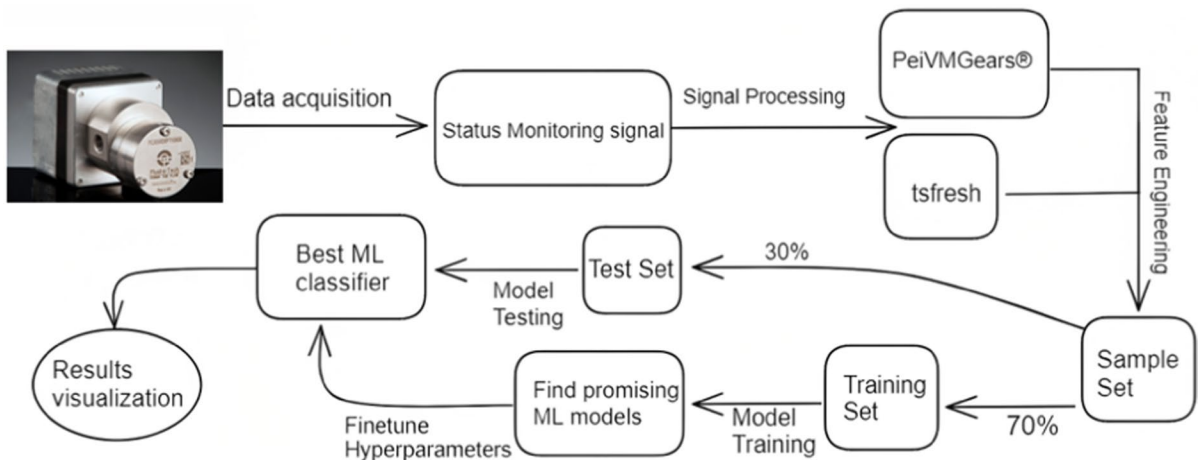 Data acquisition
Status Monitoring signal
Signal Processing
PeiVMGears®
tsfresh
Feature Engineering
Sample
Set
30%
Test Set
Model
Testing
70%
Training
Set
Model
Training
Find promising
ML models
Finetune
Hyperparameters
Best ML
classifier
Results
visualization